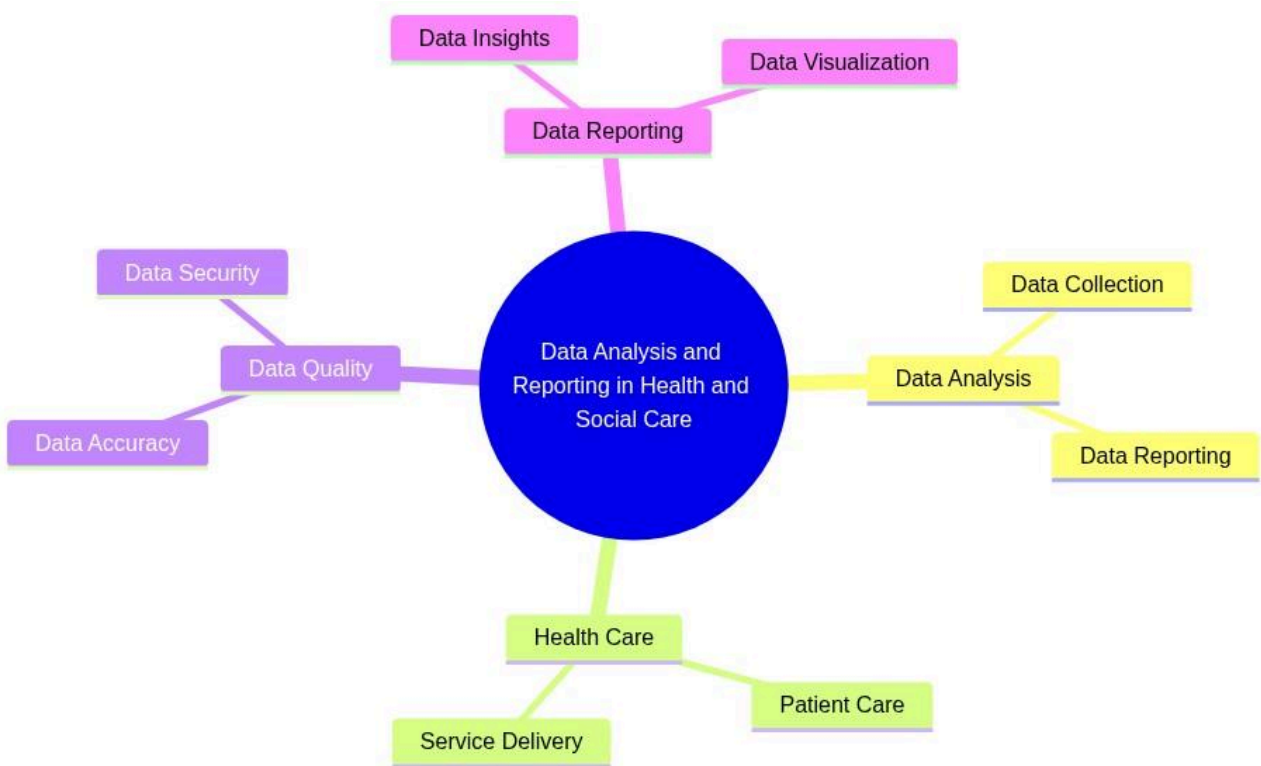 Data Insights
Data Visualization
Data Reporting
Data Security
Data Collection
Data Analysis and
Reporting in Health and
Social Care
Data Quality
Data Analysis
Data Accuracy
Data Reporting
Health Care
Patient Care
Service Delivery